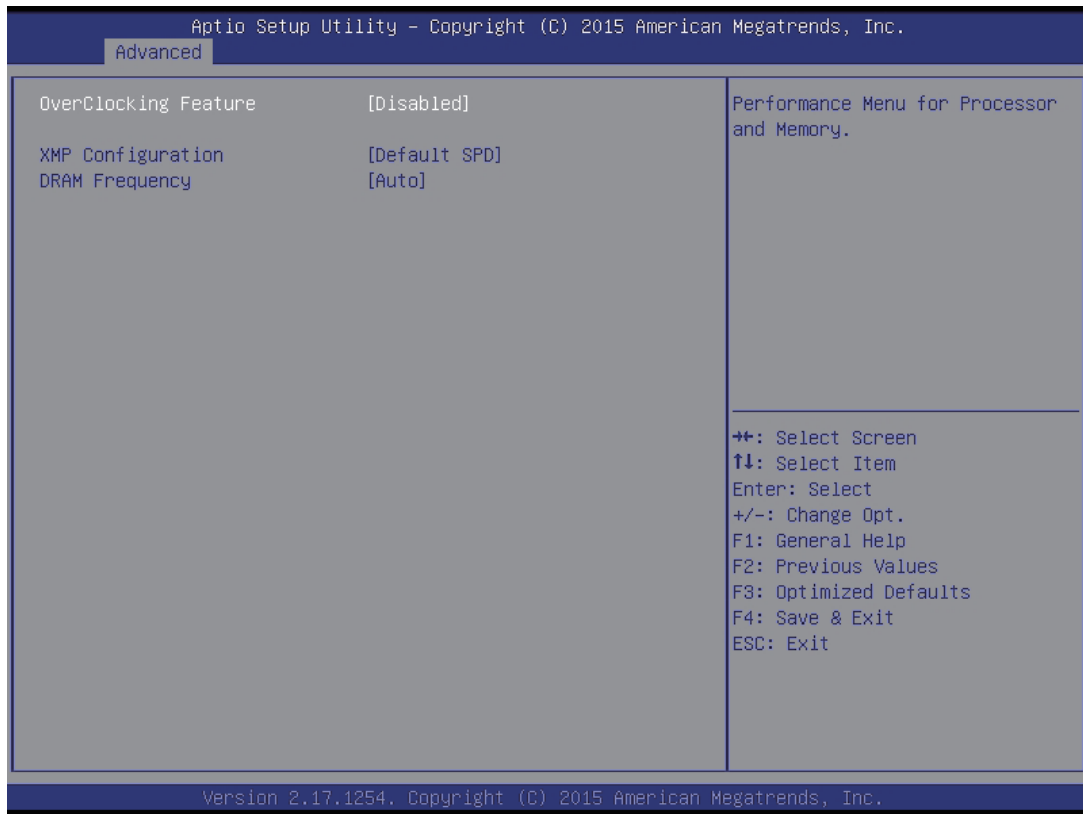 Aptio Setup Utility – Copyright (C) 2015 American Megatrends, Inc.
Advanced
OverClocking Feature [Disabled]
XMP Configuration [Default SPD]
DRAM Frequency [Auto]
Performance Menu for Processor
and Memory.
→←: Select Screen
↑↓: Select Item
Enter: Select
+/-: Change Opt.
F1: General Help
F2: Previous Values
F3: Optimized Defaults
F4: Save & Exit
ESC: Exit
Version 2.17.1254. Copyright (C) 2015 American Megatrends, Inc.